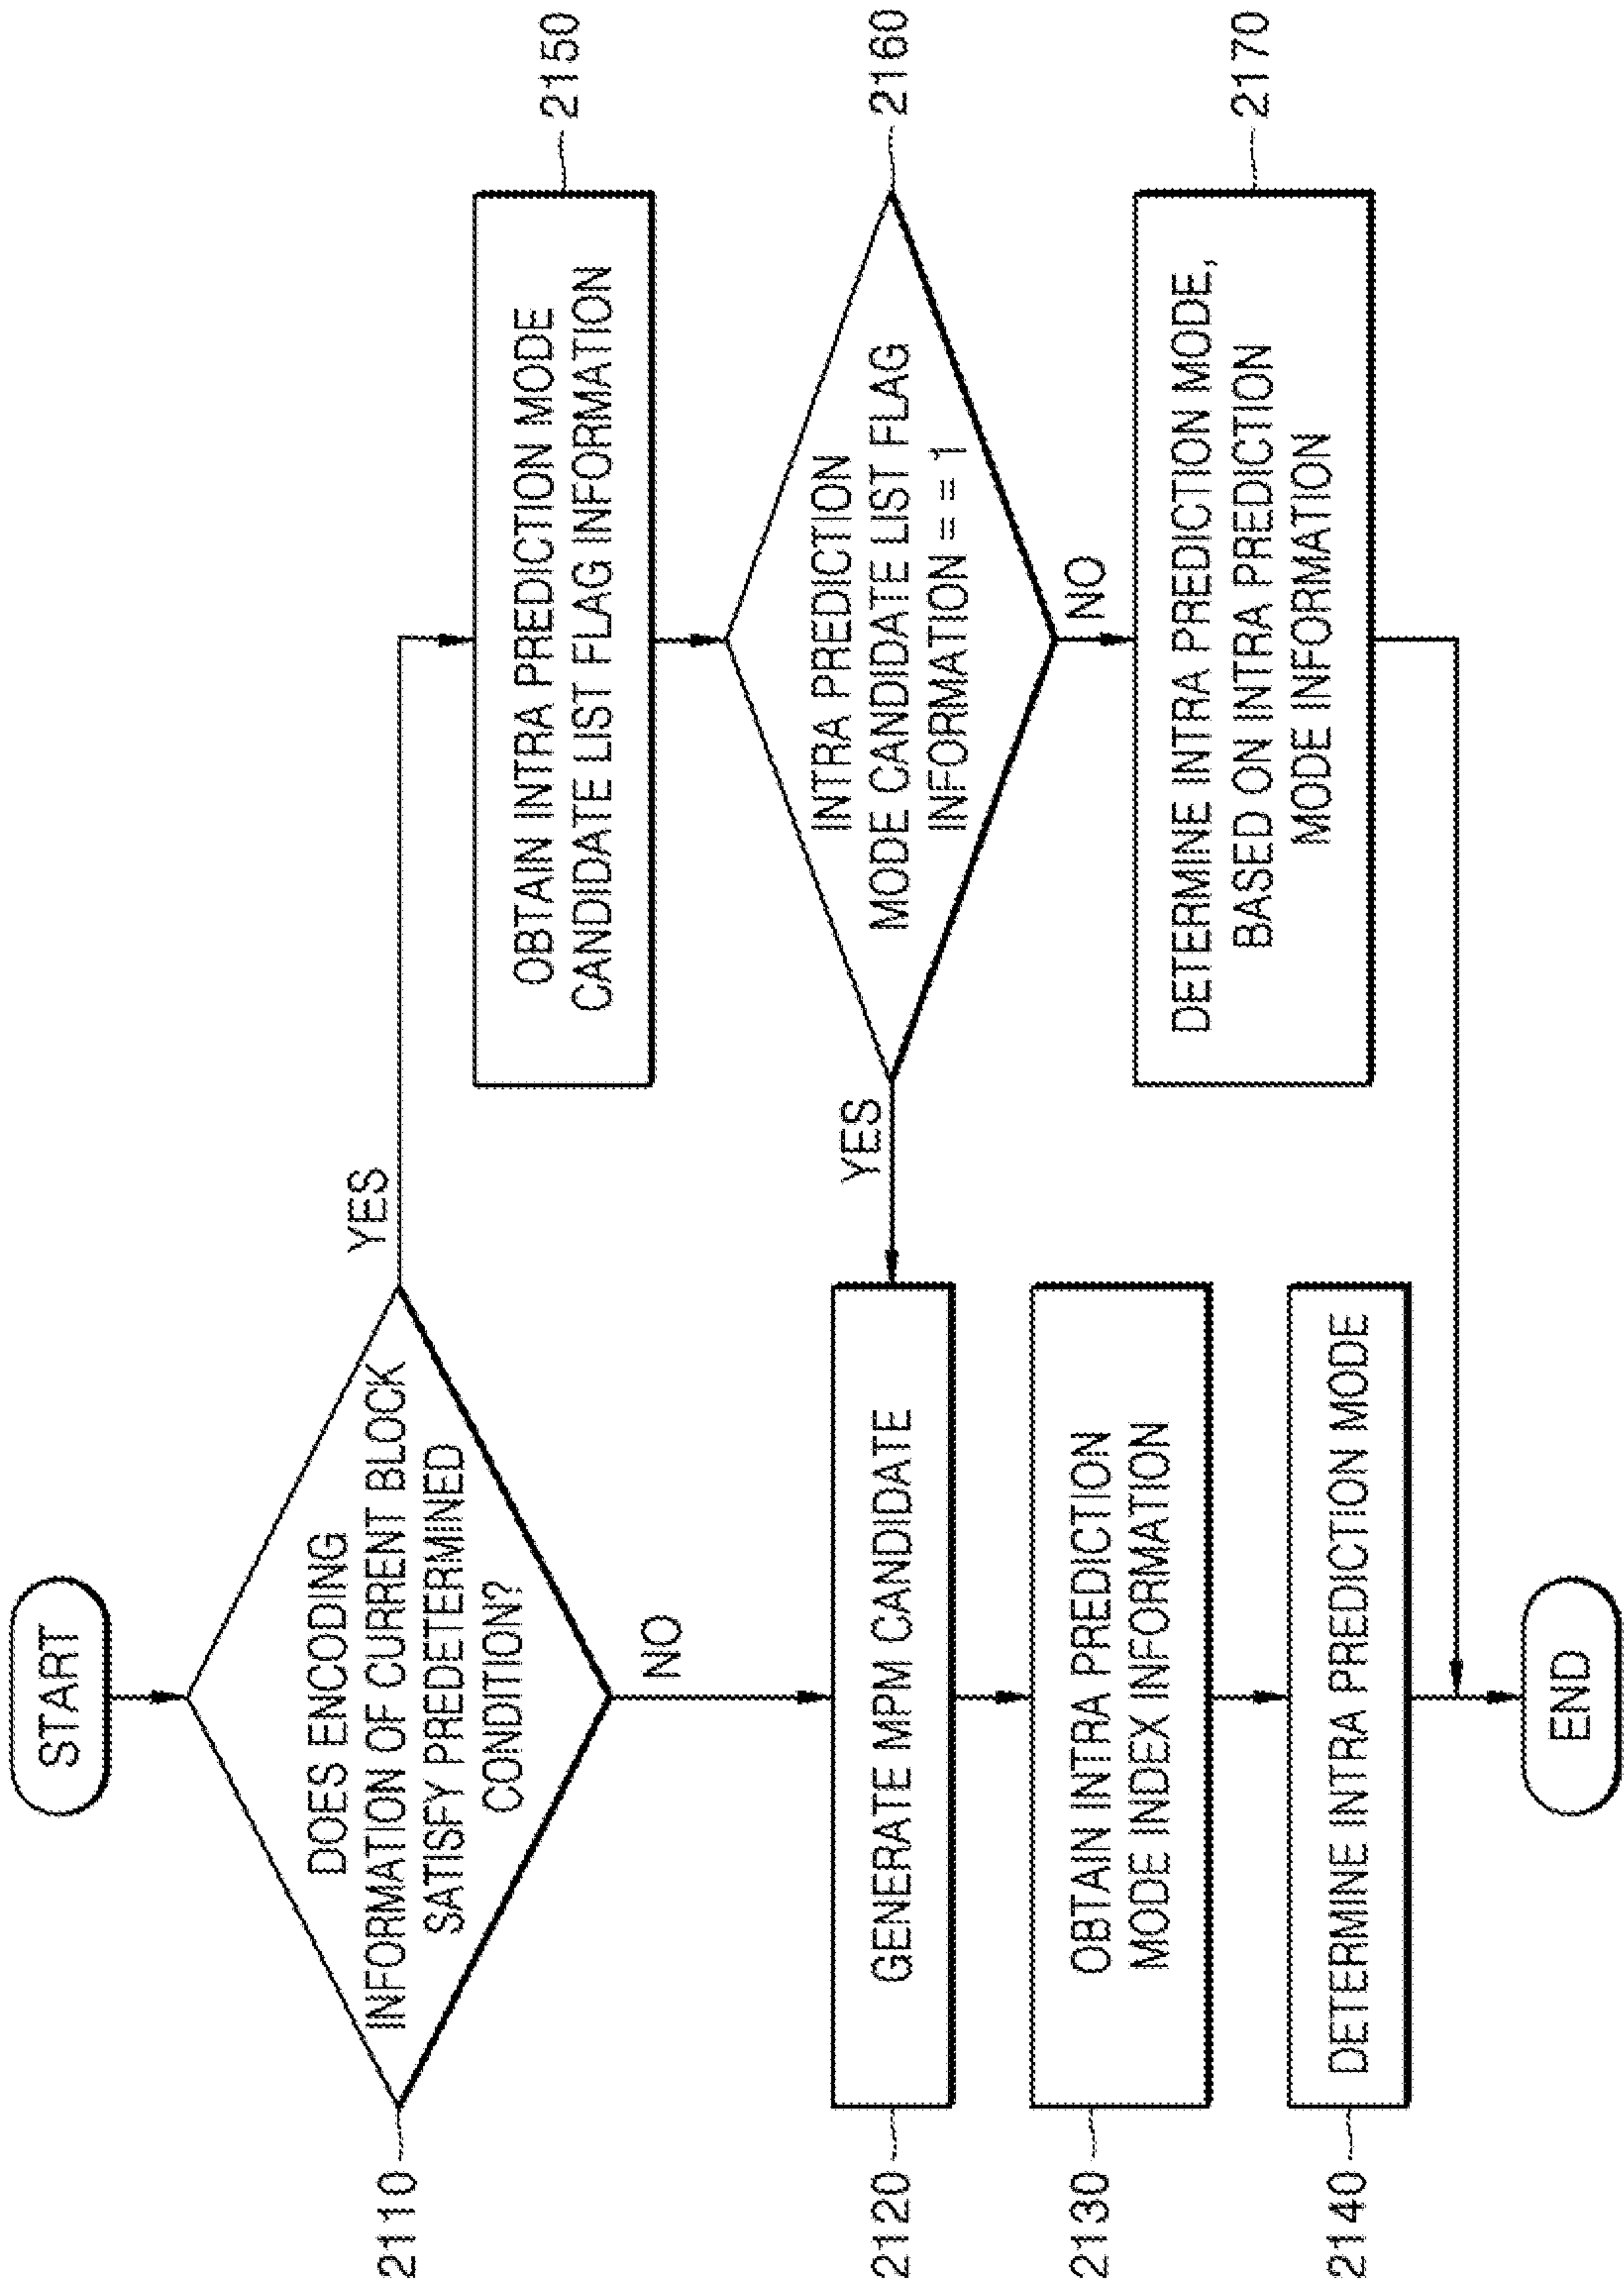 START
DOES ENCODING
INFORMATION OF CURRENT BLOCK
SATISFY PREDETERMINED
CONDITION?
2110
YES
NO
GENERATE MPM CANDIDATE
2120
OBTAIN INTRA PREDICTION
MODE INDEX INFORMATION
2130
DETERMINE INTRA PREDICTION MODE
2140
OBTAIN INTRA PREDICTION MODE
CANDIDATE LIST FLAG INFORMATION
2150
INTRA PREDICTION
MODE CANDIDATE LIST FLAG
INFORMATION = = 1
2160
YES
NO
DETERMINE INTRA PREDICTION MODE,
BASED ON INTRA PREDICTION
MODE INFORMATION
2170
END